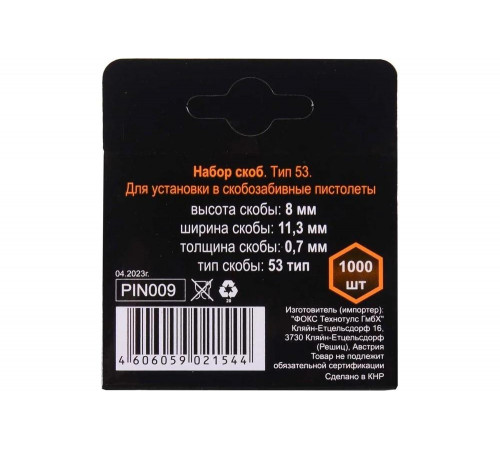 Набор скоб. Тип 53.
Для установки в скобозабивные пистолеты
высота скобы: 8 мм
ширина скобы: 11,3 мм
толщина скобы: 0,7 мм
тип скобы: 53 тип
1000
шт
04.2023г.
PIN009
28
Изготовитель (импортер):
"ФОКС Технотулс ГмбХ"
Кляйн-Етцельсдорф 16,
3730 Кляйн-Етцельсдорф
(Решиц), Австрия
Товар не подлежит
обязательной сертификации
Сделано в КНР
4 606059 021544